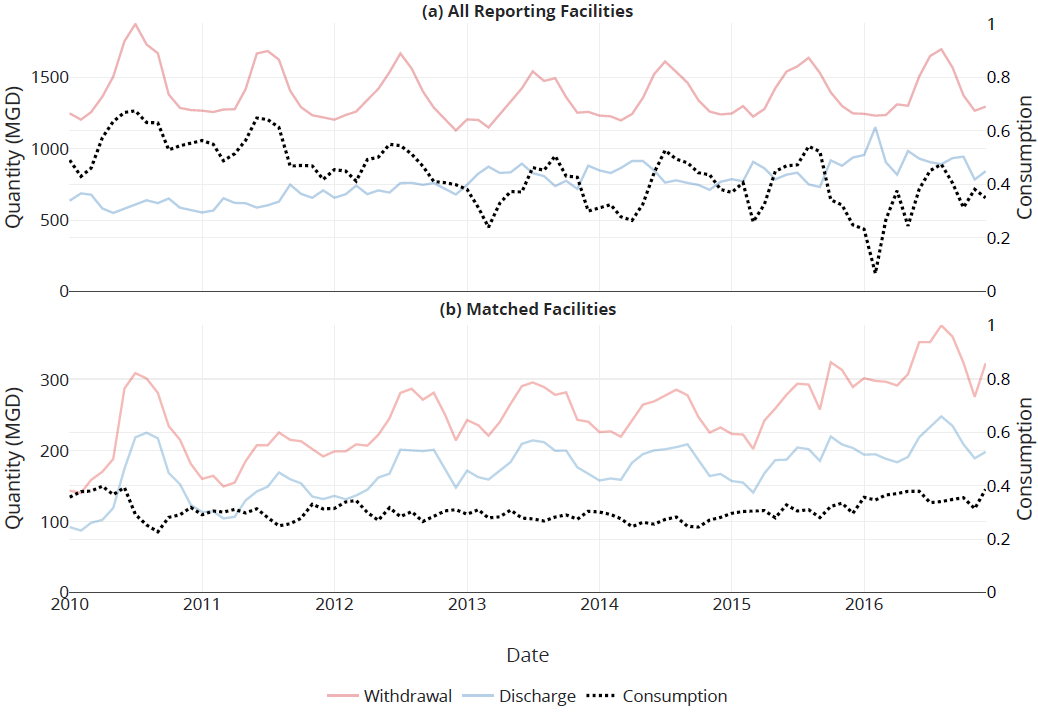 (a) All Reporting Facilities
Quantity (MGD)
1500
1000
500
0
1
0.8
0.6
0.4
0.2
0
Consumption
(b) Matched Facilities
Quantity (MGD)
300
200
100
0
1
0.8
0.6
0.4
0.2
0
Consumption
2010 2011 2012 2013 2014 2015 2016
Date
Withdrawal Discharge Consumption